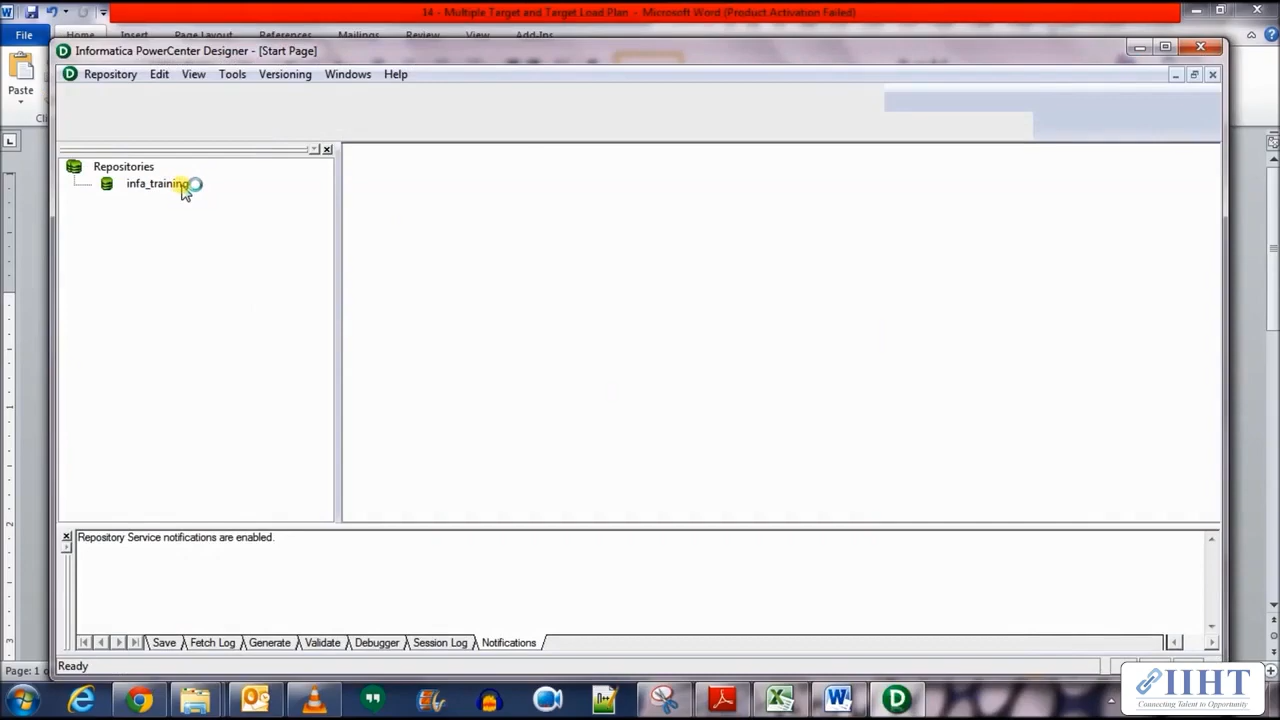 14 - Multiple Target and Target Load Plan - Microsoft Word (Product Activation Failed)
File Home Insert Page Layout References Mailings Review View Add-Ins
Informatica PowerCenter Designer - [Start Page]
Repository Edit View Tools Versioning Windows Help
Paste
Repositories
infa_training
Repository Service notifications are enabled.
Save Fetch Log Generate Validate Debugger Session Log Notifications
Ready
Page: 1 o
IIHT
Connecting Talent to Opportunity